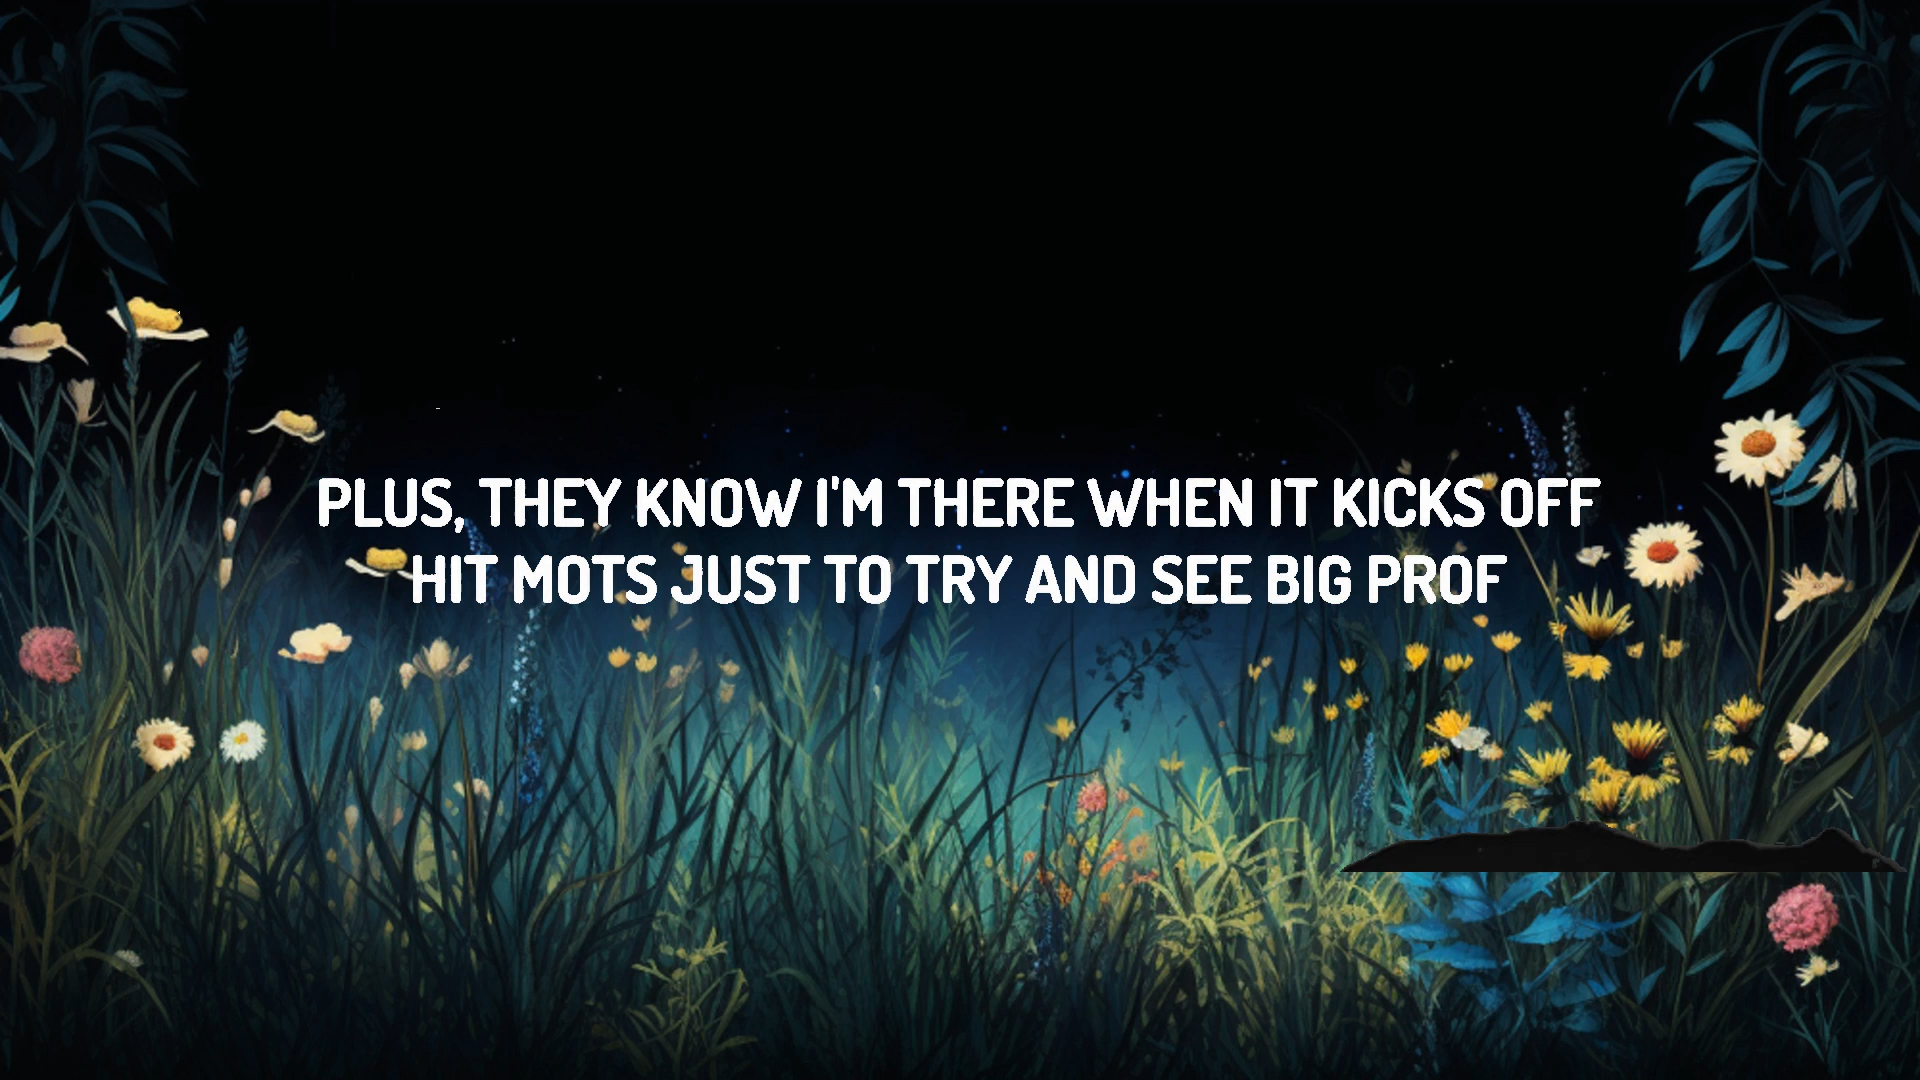 PLUS, THEY KNOW I'M THERE WHEN IT KICKS OFF
HIT MOTS JUST TO TRY AND SEE BIG PROF